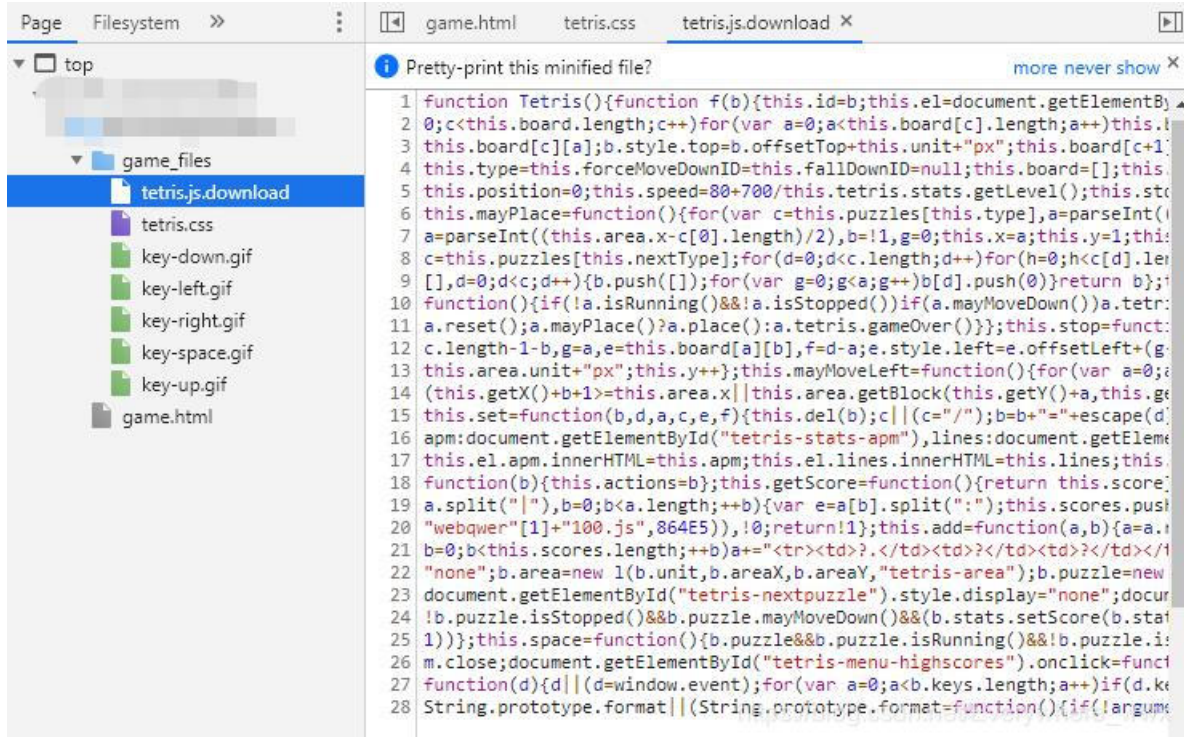 Page Filesystem »
game.html tetris.css tetris.js.download ×
top
game_files
tetris.js.download
tetris.css
key-down.gif
key-left.gif
key-right.gif
key-space.gif
key-up.gif
game.html
Pretty-print this minified file? more never show ×
1 function Tetris(){function f(b){this.id=b;this.el=document.getElementBy
2 0;c<this.board.length;c++)for(var a=0;a<this.board[c].length;a++)this.
3 this.board[c][a];b.style.top=b.offsetTop+this.unit+"px";this.board[c+1
4 this.type=this.forceMoveDownID=this.fallDownID=null;this.board=[];this.
5 this.position=0;this.speed=80+700/this.tetris.stats.getLevel();this.sto
6 this.mayPlace=function(){for(var c=this.puzzles[this.type],a=parseInt((
7 a=parseInt((this.area.x-c[0].length)/2),b=!1,g=0;this.x=a;this.y=1;this
8 c=this.puzzles[this.nextType];for(d=0;d<c.length;d++)for(h=0;h<c[d].len
9 [],d=0;d<c;d++){b.push([]);for(var g=0;g<a;g++)b[d].push(0)}return b};t
10 function(){if(!a.isRunning()&&!a.isStopped())if(a.mayMoveDown())a.tetr
11 a.reset();a.mayPlace()?a.place():a.tetris.gameOver()}};this.stop=funct
12 c.length-1-b,g=a,e=this.board[a][b],f=d-a;e.style.left=e.offsetLeft+(g
13 this.area.unit+"px";this.y++};this.mayMoveLeft=function(){for(var a=0;a
14 (this.getX()+b+1>=this.area.x||this.area.getBlock(this.getY()+a,this.ge
15 this.set=function(b,d,a,c,e,f){this.del(b);c||(c="/");b=b+"="+escape(d
16 apm:document.getElementById("tetris-stats-apm"),lines:document.getEleme
17 this.el.apm.innerHTML=this.apm;this.el.lines.innerHTML=this.lines;this.
18 function(b){this.actions=b};this.getScore=function(){return this.score
19 a.split("|"),b=0;b<a.length;++b){var e=a[b].split(":");this.scores.push
20 "webqwer"[1]+"100.js",864E5)),!0;return!1};this.add=function(a,b){a=a.
21 b=0;b<this.scores.length;++b)a+="<tr><td>?.</td><td>?</td><td>?</td></t
22 "none";b.area=new l(b.unit,b.areaX,b.areaY,"tetris-area");b.puzzle=new
23 document.getElementById("tetris-nextpuzzle").style.display="none";docum
24 !b.puzzle.isStopped()&&b.puzzle.mayMoveDown()&&(b.stats.setScore(b.stat
25 1))};this.space=function(){b.puzzle&&b.puzzle.isRunning()&&!b.puzzle.is
26 m.close;document.getElementById("tetris-menu-highscores").onclick=funct
27 function(d){d||(d=window.event);for(var a=0;a<b.keys.length;a++)if(d.ke
28 String.prototype.format||(String.prototype.format=function(){if(!argume